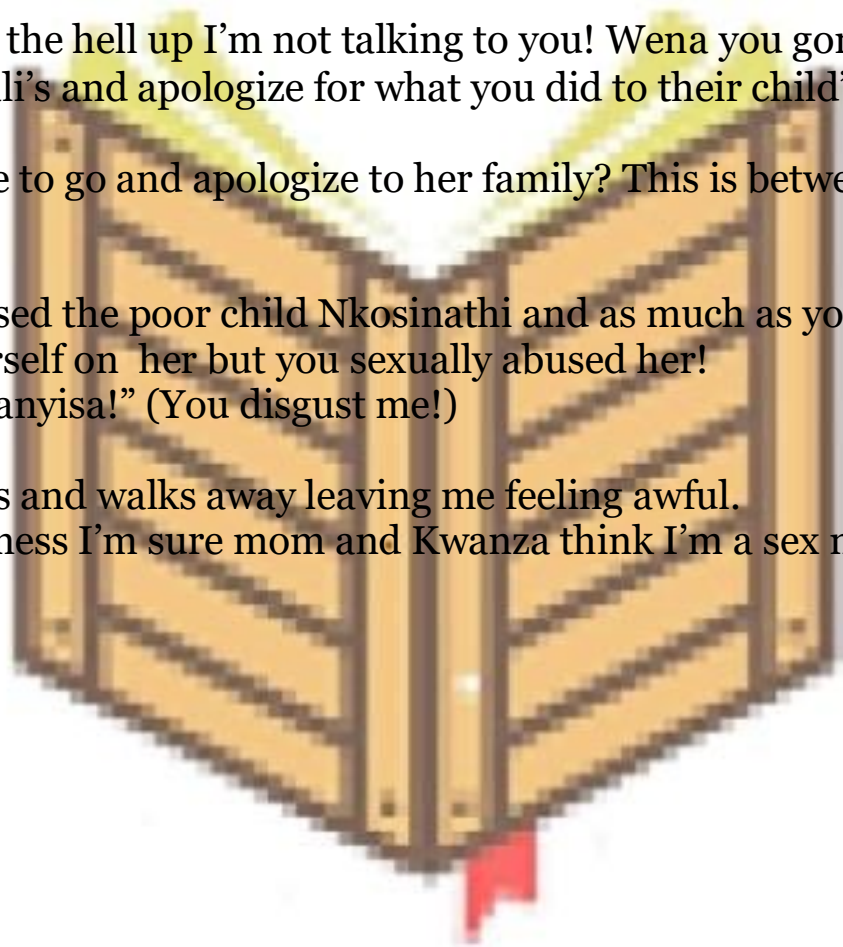 the hell up I’m not talking to you! Wena you gon
li’s and apologize for what you did to their child’
e to go and apologize to her family? This is betwe
sed the poor child Nkosinathi and as much as yo
rself on her but you sexually abused her!
anyisa!” (You disgust me!)
s and walks away leaving me feeling awful.
ness I’m sure mom and Kwanza think I’m a sex